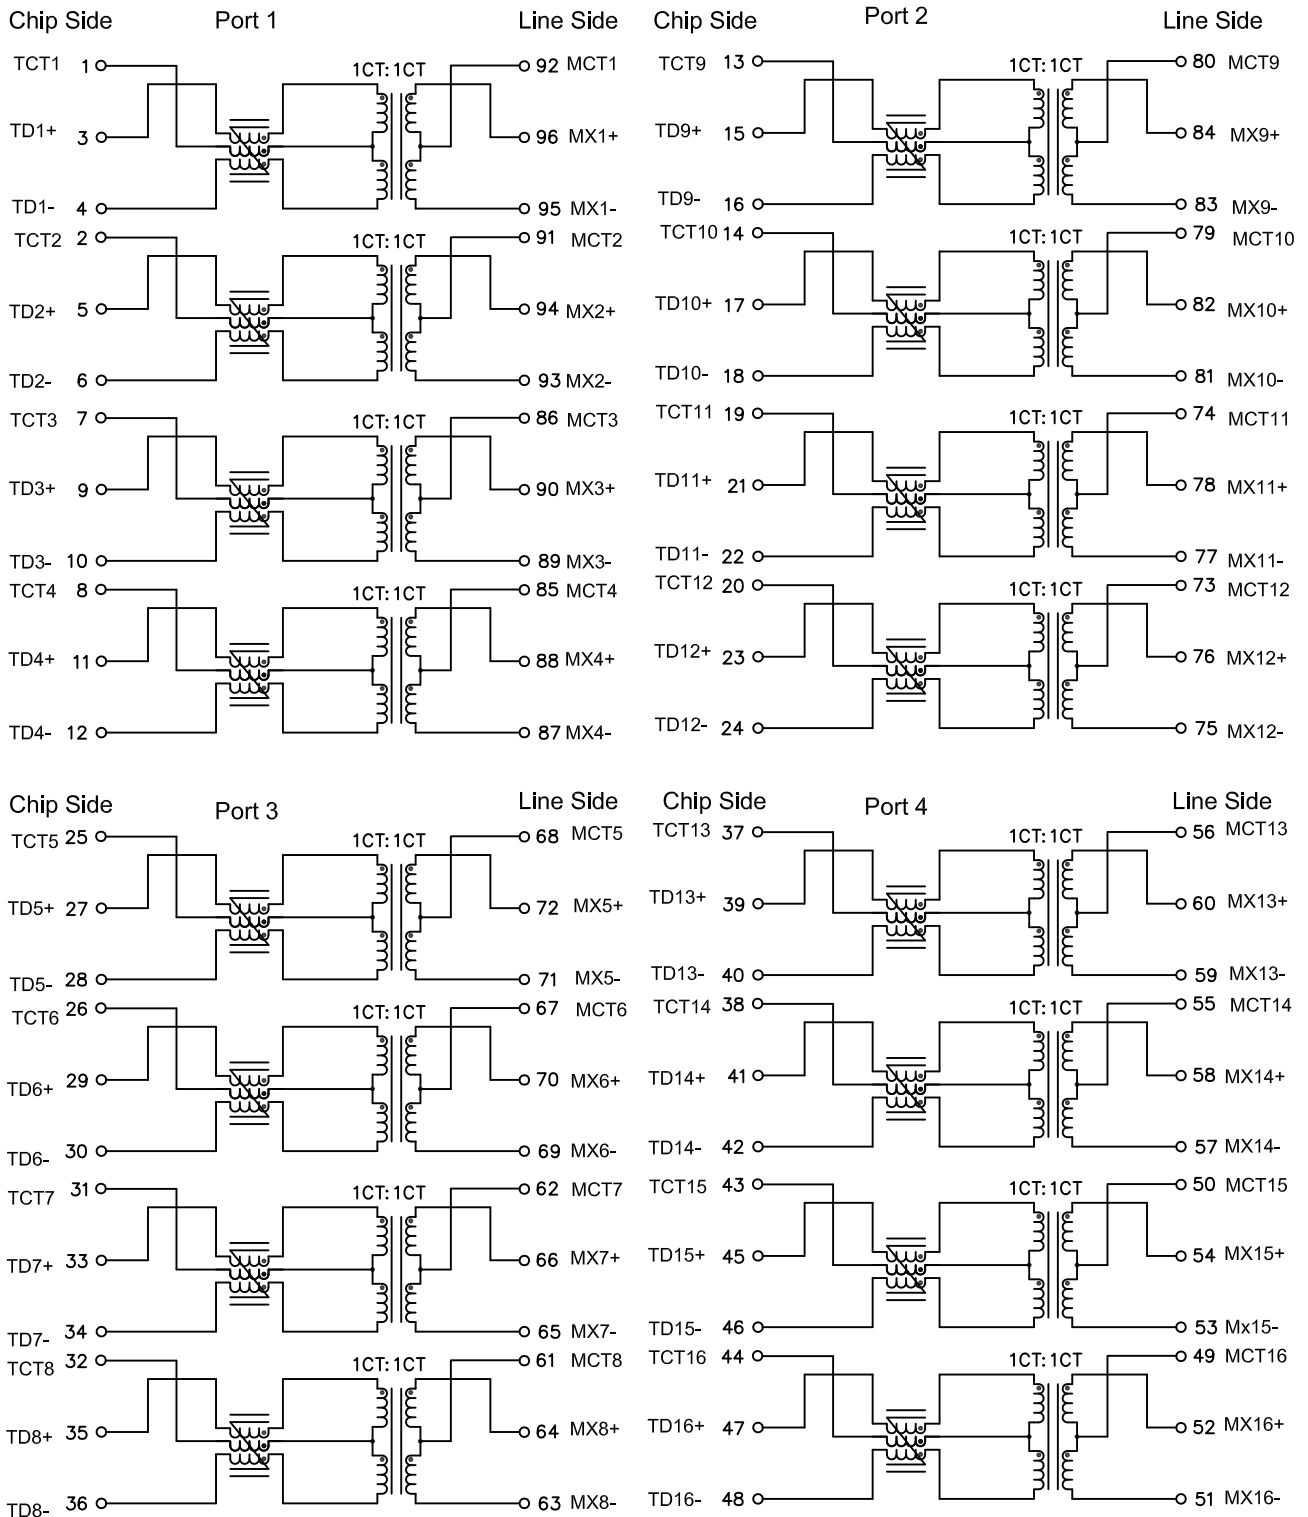 Chip Side Port 1 Line Side
TCT1 1 1CT:1CT 92 MCT1
TD1+ 3 96 MX1+
TD1- 4 95 MX1-
TCT2 2 1CT:1CT 91 MCT2
TD2+ 5 94 MX2+
TD2- 6 93 MX2-
TCT3 7 1CT:1CT 86 MCT3
TD3+ 9 90 MX3+
TD3- 10 89 MX3-
TCT4 8 1CT:1CT 85 MCT4
TD4+ 11 88 MX4+
TD4- 12 87 MX4-
Chip Side Port 2 Line Side
TCT9 13 1CT:1CT 80 MCT9
TD9+ 15 84 MX9+
TD9- 16 83 MX9-
TCT10 14 1CT:1CT 79 MCT10
TD10+ 17 82 MX10+
TD10- 18 81 MX10-
TCT11 19 1CT:1CT 74 MCT11
TD11+ 21 78 MX11+
TD11- 22 77 MX11-
TCT12 20 1CT:1CT 73 MCT12
TD12+ 23 76 MX12+
TD12- 24 75 MX12-
Chip Side Port 3 Line Side
TCT5 25 1CT:1CT 68 MCT5
TD5+ 27 72 MX5+
TD5- 28 71 MX5-
TCT6 26 1CT:1CT 67 MCT6
TD6+ 29 70 MX6+
TD6- 30 69 MX6-
TCT7 31 1CT:1CT 62 MCT7
TD7+ 33 66 MX7+
TD7- 34 65 MX7-
TCT8 32 1CT:1CT 61 MCT8
TD8+ 35 64 MX8+
TD8- 36 63 MX8-
Chip Side Port 4 Line Side
TCT13 37 1CT:1CT 56 MCT13
TD13+ 39 60 MX13+
TD13- 40 59 MX13-
TCT14 38 1CT:1CT 55 MCT14
TD14+ 41 58 MX14+
TD14- 42 57 MX14-
TCT15 43 1CT:1CT 50 MCT15
TD15+ 45 54 MX15+
TD15- 46 53 Mx15-
TCT16 44 1CT:1CT 49 MCT16
TD16+ 47 52 MX16+
TD16- 48 51 MX16-